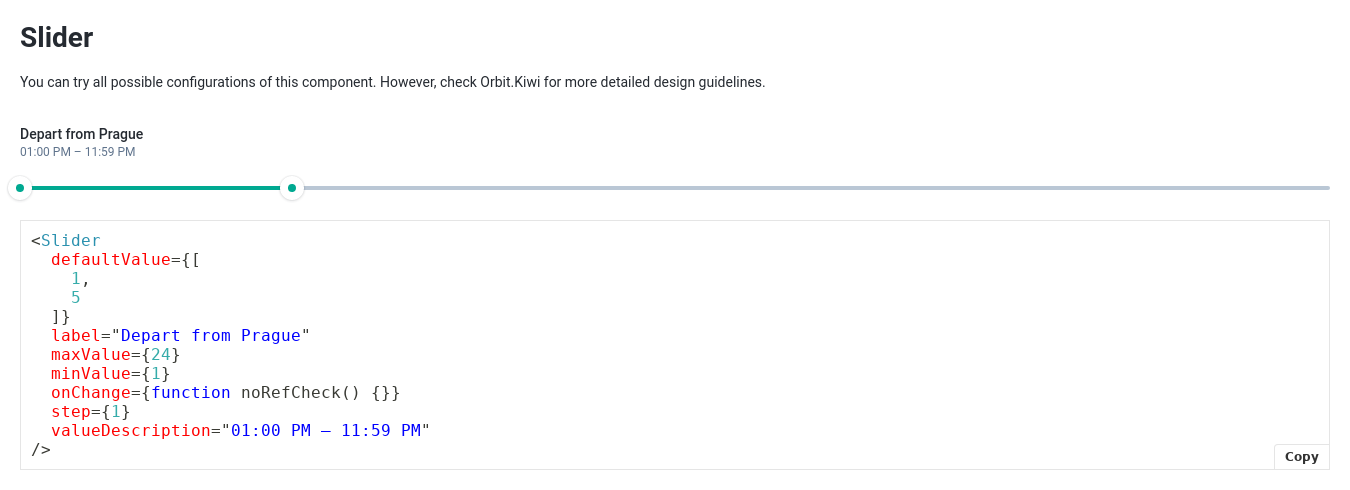 Slider
You can try all possible configurations of this component. However, check Orbit.Kiwi for more detailed design guidelines.
Depart from Prague
01:00 PM – 11:59 PM
<Slider
  defaultValue={[
    1,
    5
  ]}
  label="Depart from Prague"
  maxValue={24}
  minValue={1}
  onChange={function noRefCheck() {}}
  step={1}
  valueDescription="01:00 PM – 11:59 PM"
/>
Copy